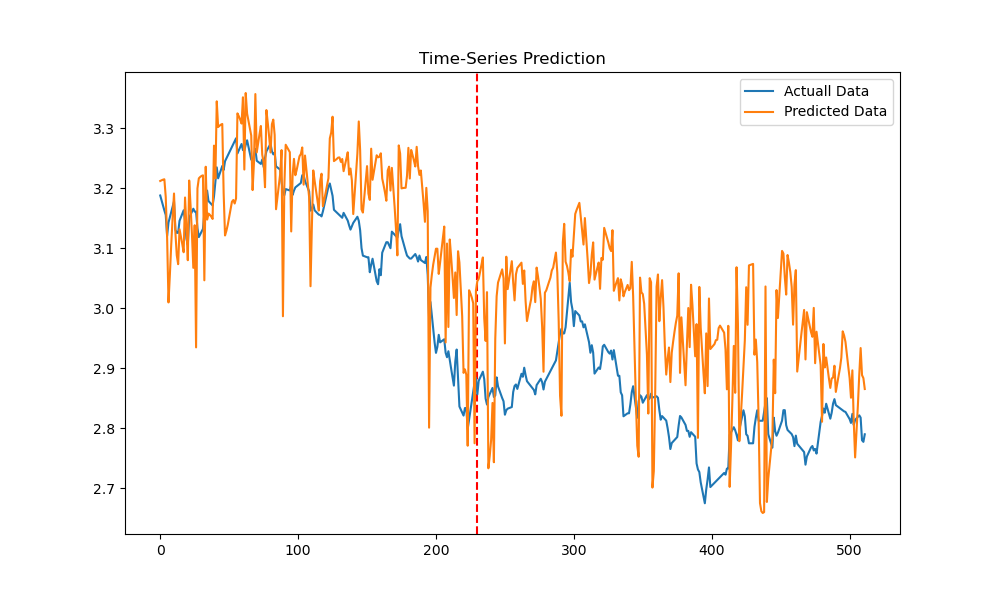 Time-Series Prediction
Actuall Data
Predicted Data
3.3
3.2
3.1
3.0
2.9
2.8
2.7
0 100 200 300 400 500